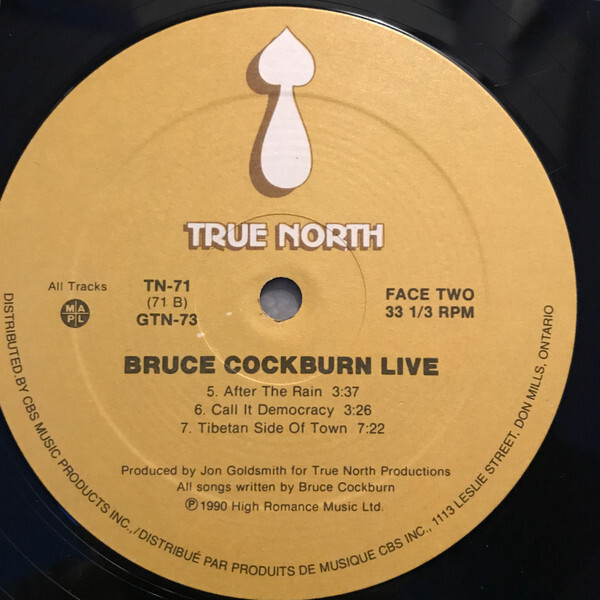 TRUE NORTH
All Tracks
M A P L
TN-71
(71 B)
GTN-73
FACE TWO
33 1/3 RPM
BRUCE COCKBURN LIVE
5. After The Rain 3:37
6. Call It Democracy 3:26
7. Tibetan Side Of Town 7:22
Produced by Jon Goldsmith for True North Productions
All songs written by Bruce Cockburn
Ⓟ 1990 High Romance Music Ltd.
DISTRIBUTED BY CBS MUSIC PRODUCTS INC.,/DISTRIBUÉ PAR PRODUITS DE MUSIQUE CBS INC., 1113 LESLIE STREET, DON MILLS, ONTARIO